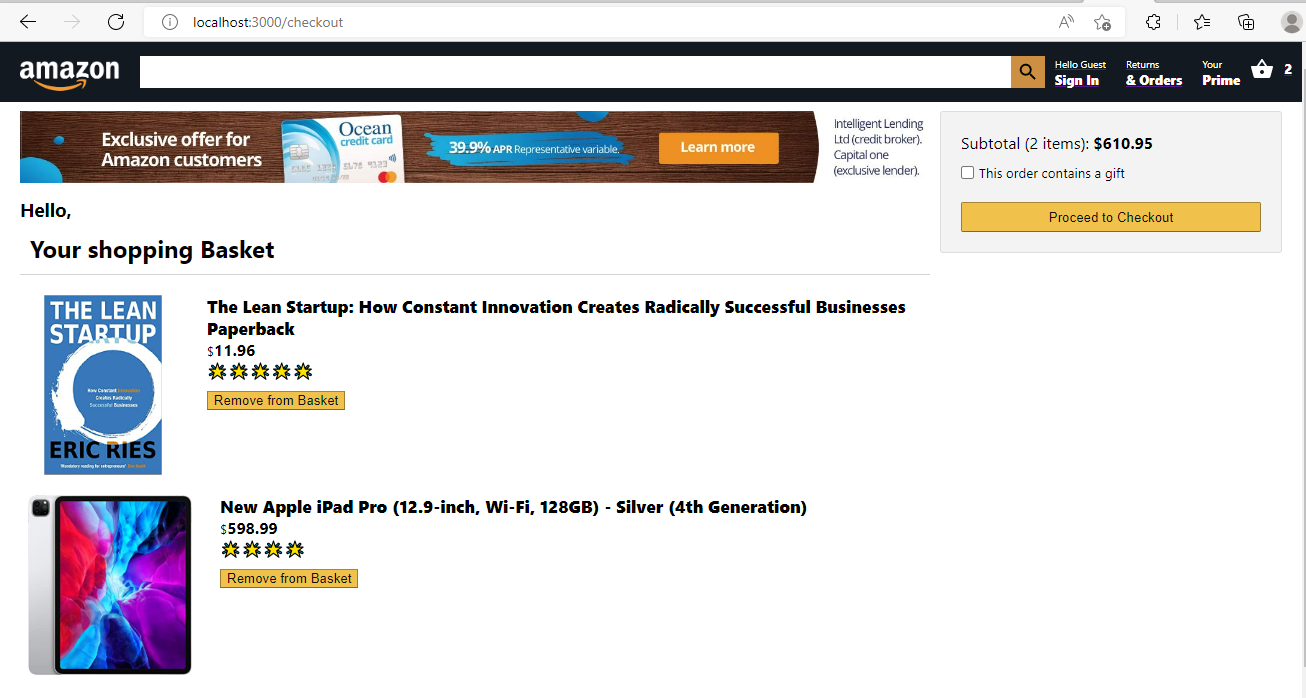 localhost:3000/checkout
amazon
Hello Guest
Sign In
Returns
& Orders
Your
Prime
2
Exclusive offer for
Amazon customers
Ocean
credit card
39.9% APR Representative variable.
Learn more
Intelligent Lending
Ltd (credit broker).
Capital one
(exclusive lender).
Subtotal (2 items): $610.95
This order contains a gift
Proceed to Checkout
Hello,
Your shopping Basket
THE LEAN
STARTUP
How Constant Innovation
Creates Radically
Successful Businesses
ERIC RIES
The Lean Startup: How Constant Innovation Creates Radically Successful Businesses
Paperback
$11.96
Remove from Basket
New Apple iPad Pro (12.9-inch, Wi-Fi, 128GB) - Silver (4th Generation)
$598.99
Remove from Basket